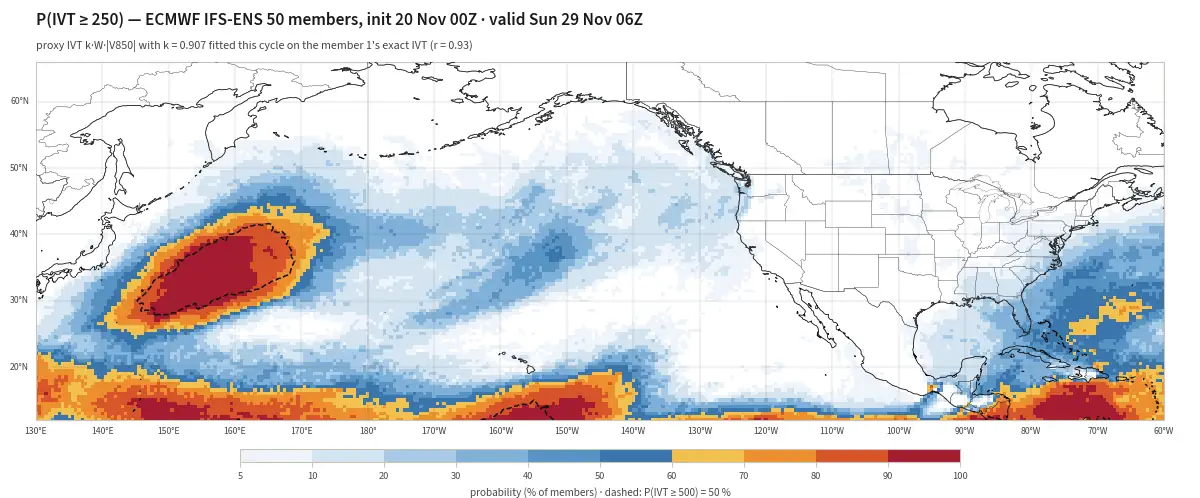 P(IVT ≥ 250) — ECMWF IFS-ENS 50 members, init 20 Nov 00Z · valid Sun 29 Nov 06Z
proxy IVT k·W·|V850| with k = 0.907 fitted this cycle on the member 1's exact IVT (r = 0.93)
60°N
50°N
40°N
30°N
20°N
130°E 140°E 150°E 160°E 170°E 180° 170°W 160°W 150°W 140°W 130°W 120°W 110°W 100°W 90°W 80°W 70°W 60°W
5 10 20 30 40 50 60 70 80 90 100
probability (% of members) · dashed: P(IVT ≥ 500) = 50 %